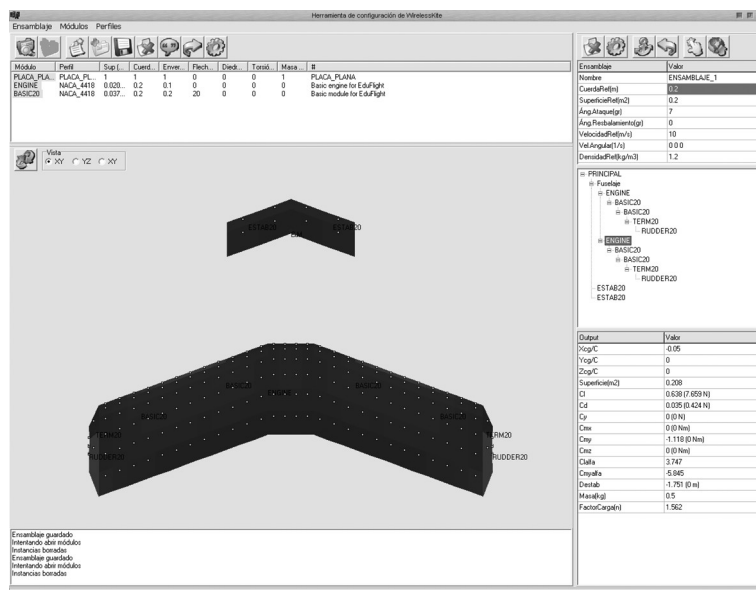 Herramienta de configuración de WirelessKite
Ensamblaje Módulos Perfiles
Módulo Perfil Sup (... Cuerd... Enver... Flech... Diedr... Torsió... Masa ... #
PLACA_PLA... PLACA_PL... 1 1 1 0 0 0 1 PLACA_PLANA
ENGINE NACA_4418 0.020... 0.2 0.1 0 0 0 0 Basic engine for EduFlight
BASIC20 NACA_4418 0.037... 0.2 0.2 20 0 0 0 Basic module for EduFlight
Vista
XY YZ XY
ESTAB20 ESTAB20
BASIC20 ENGINE BASIC20
BASIC20 BASIC20
TERM20 TERM20
RUDDER20 RUDDER20
Ensamblaje guardado
Intentando abrir módulos
Instancias borradas
Ensamblaje guardado
Intentando abrir módulos
Instancias borradas
Ensamblaje Valor
Nombre ENSAMBLAJE_1
CuerdaRef(m) 0.2
SuperficieRef(m2) 0.2
Áng.Ataque(gr) 7
Áng.Resbalamiento(gr) 0
VelocidadRef(m/s) 10
Vel.Angular(1/s) 0 0 0
DensidadRef(kg/m3) 1.2
PRINCIPAL
Fuselaje
ENGINE
BASIC20
BASIC20
TERM20
RUDDER20
ENGINE
BASIC20
BASIC20
TERM20
RUDDER20
ESTAB20
ESTAB20
Output Valor
Xcg/C -0.05
Ycg/C 0
Zcg/C 0
Superficie(m2) 0.208
Cl 0.638 (7.659 N)
Cd 0.035 (0.424 N)
Cy 0 (0 N)
Cmx 0 (0 Nm)
Cmy -1.118 (0 Nm)
Cmz 0 (0 Nm)
Clalfa 3.747
Cmyalfa -5.845
Destab -1.751 (0 m)
Masa(kg) 0.5
FactorCarga(n) 1.562